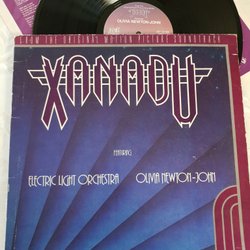 OLIVIA NEWTON-JOHN
FROM THE ORIGINAL MOTION PICTURE SOUNDTRACK
XANADU
FEATURING
ELECTRIC LIGHT ORCHESTRA OLIVIA NEWTON-JOHN